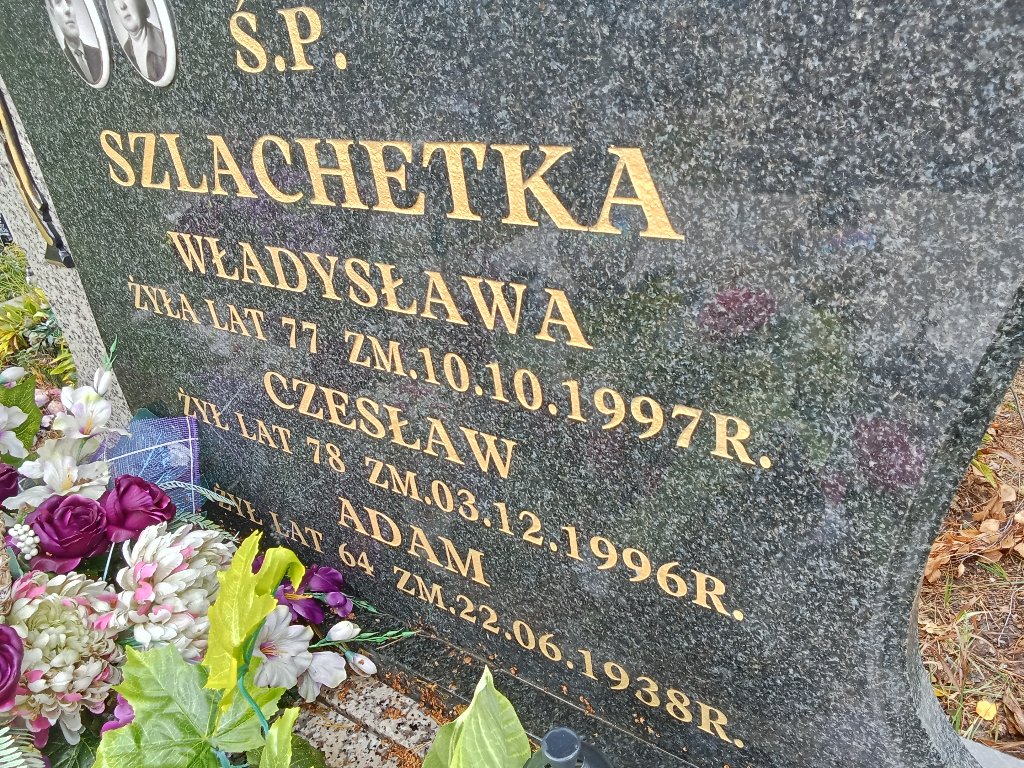 Ś.P.
SZLACHETKA
WŁADYSŁAWA
ŻYŁA LAT 77 ZM.10.10.1997R.
CZESŁAW
ŻYŁ LAT 78 ZM.03.12.1996R.
ADAM
ŻYŁ LAT 64 ZM.22.06.1938R.